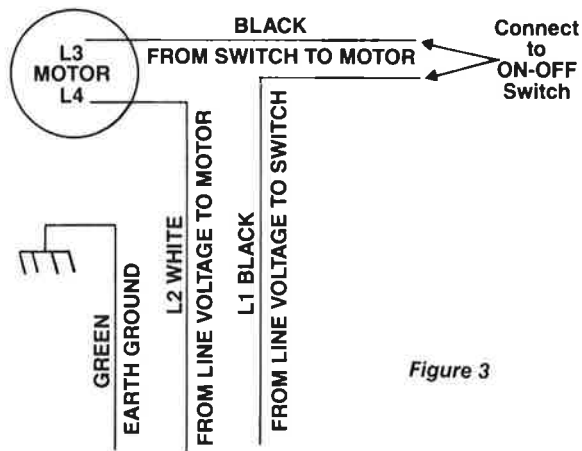 BLACK
FROM SWITCH TO MOTOR
Connect
to
ON-OFF
Switch
L3
MOTOR
L4
GREEN
EARTH GROUND
L2 WHITE
FROM LINE VOLTAGE TO MOTOR
L1 BLACK
FROM LINE VOLTAGE TO SWITCH
Figure 3